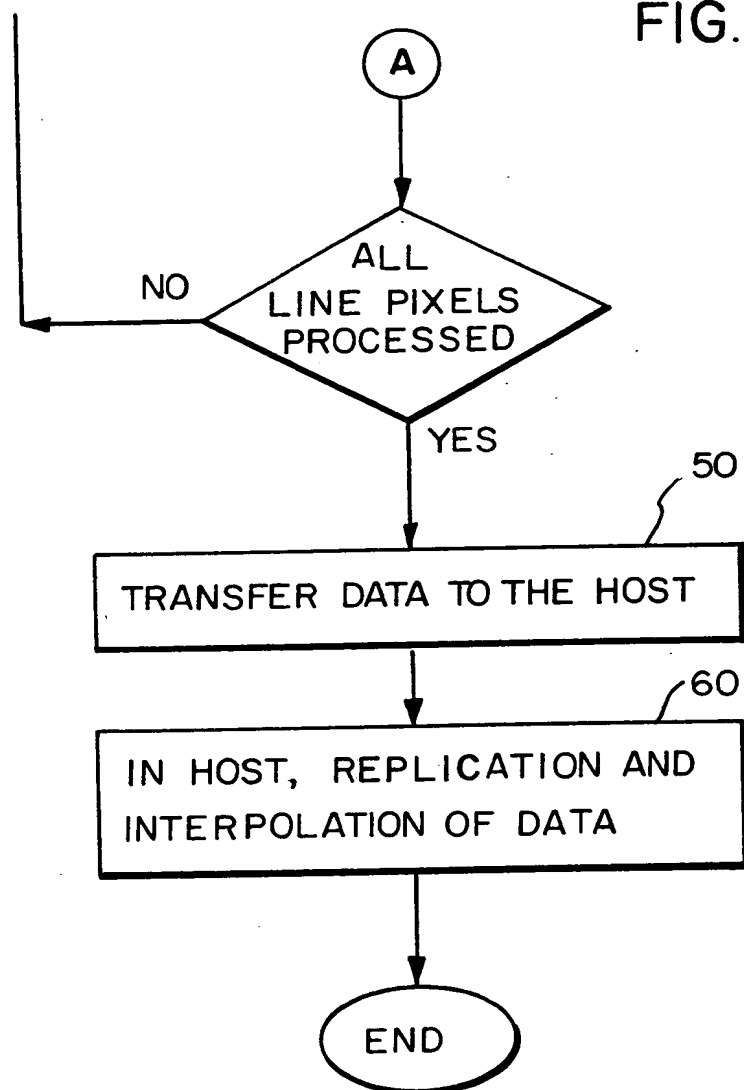 FIG.
A
ALL
LINE PIXELS
PROCESSED
NO
YES
50
TRANSFER DATA TO THE HOST
60
IN HOST, REPLICATION AND
INTERPOLATION OF DATA
END